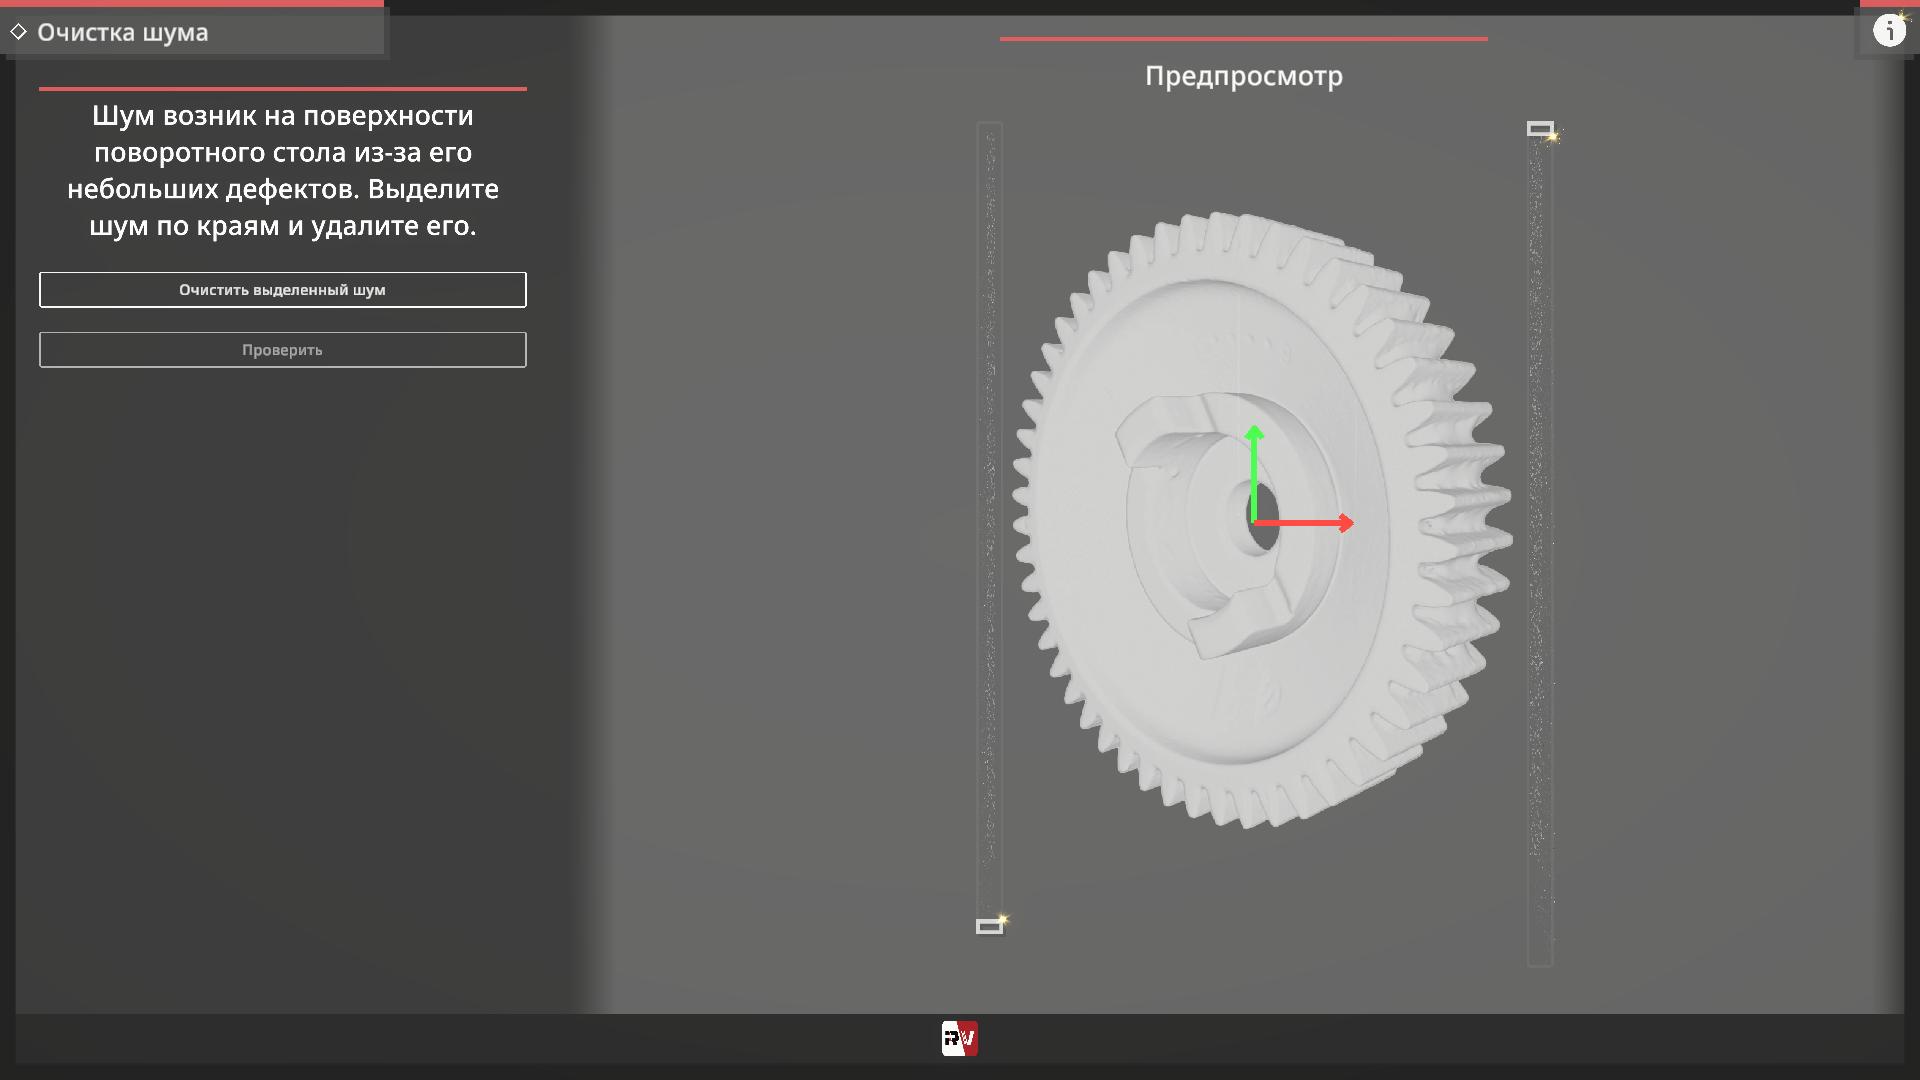 Очистка шума
Шум возник на поверхности
поворотного стола из-за его
небольших дефектов. Выделите
шум по краям и удалите его.
Очистить выделенный шум
Проверить
Предпросмотр
i
RV